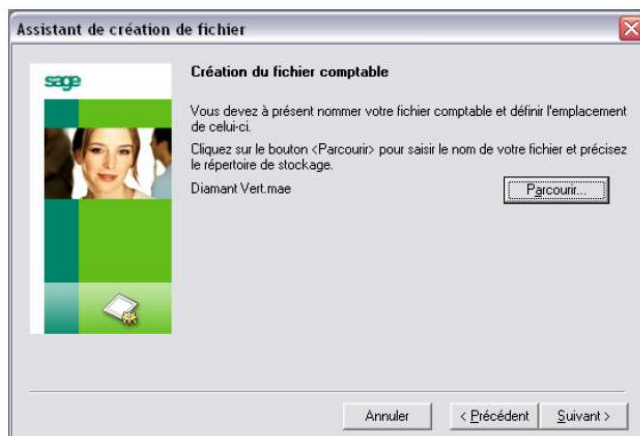 Assistant de création de fichier
sage
Création du fichier comptable
Vous devez à présent nommer votre fichier comptable et définir l'emplacement
de celui-ci.
Cliquez sur le bouton <Parcourir> pour saisir le nom de votre fichier et précisez
le répertoire de stockage.
Diamant Vert.mae
Parcourir...
Annuler
< Précédent
Suivant >